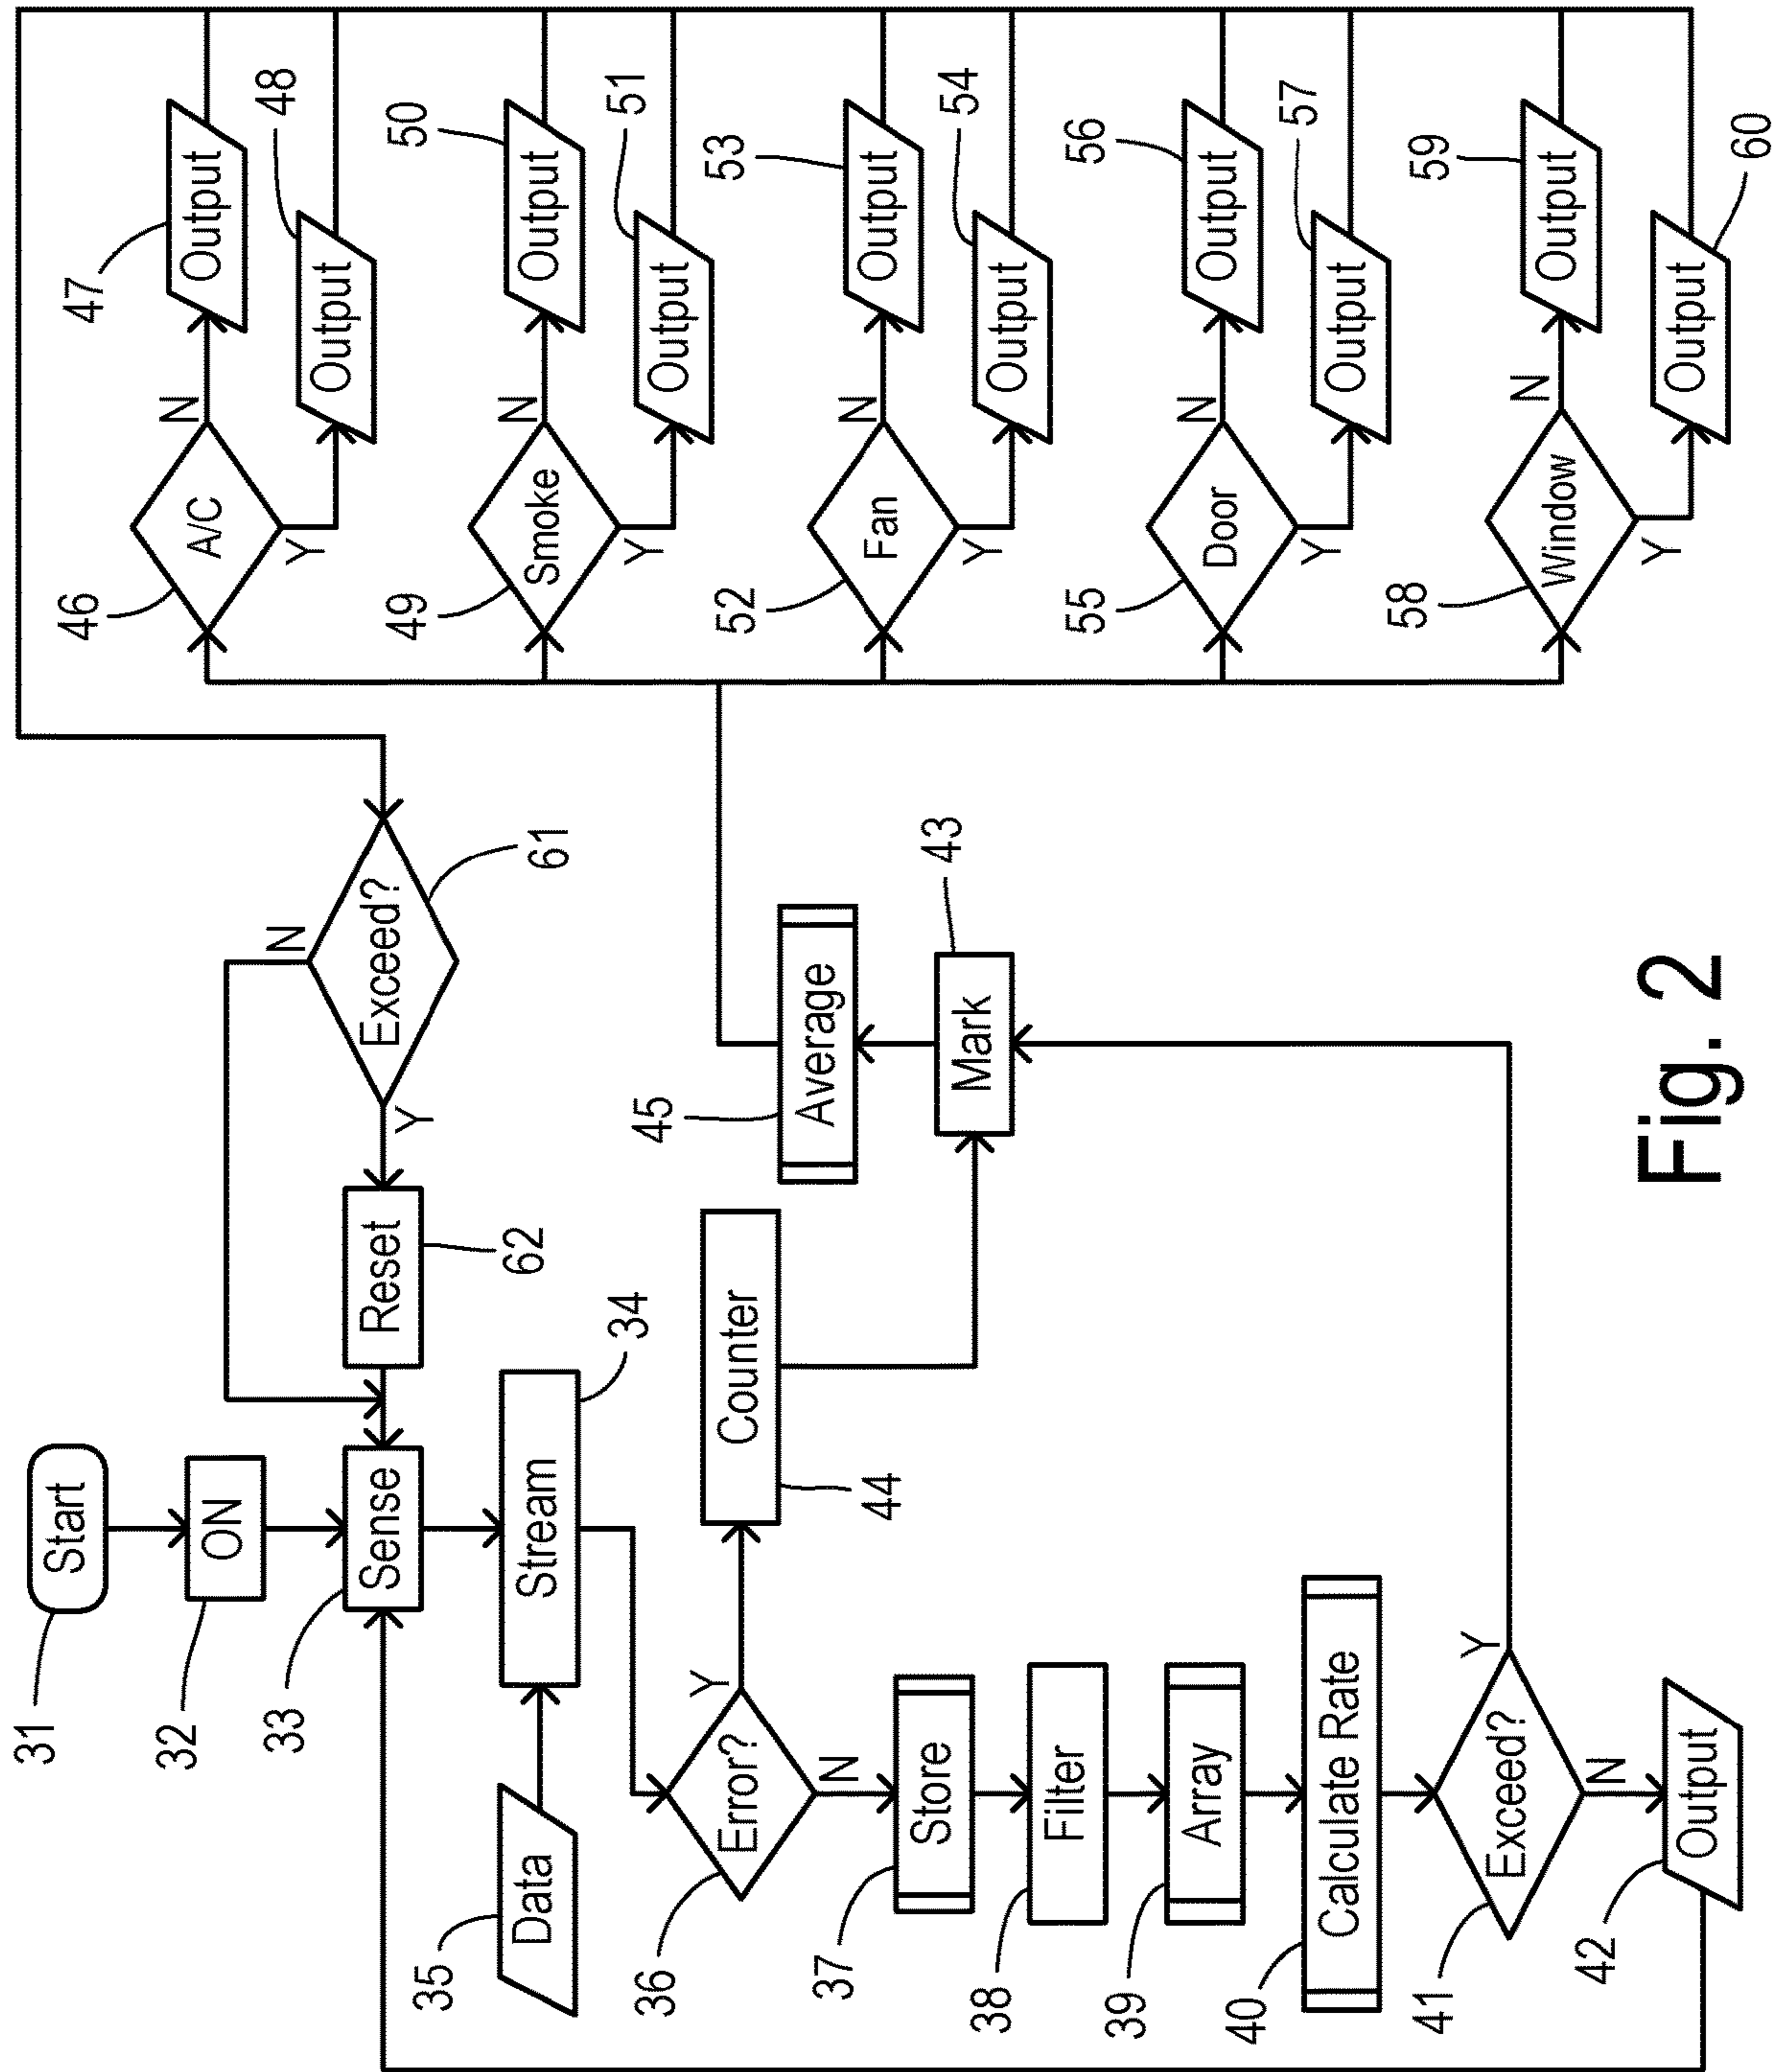 31
Start
32
ON
33
Sense
34
Stream
35
Data
36
Error?
Y
N
37
Store
38
Filter
39
Array
40
Calculate Rate
41
Exceed?
Y
N
42
Output
44
Counter
43
Mark
45
Average
46
A/C
N
Y
47
Output
48
Output
49
Smoke
N
Y
50
Output
51
Output
52
Fan
N
Y
53
Output
54
Output
55
Door
N
Y
56
Output
57
Output
58
Window
N
Y
59
Output
60
Output
61
Exceed?
N
Y
62
Reset
Fig. 2